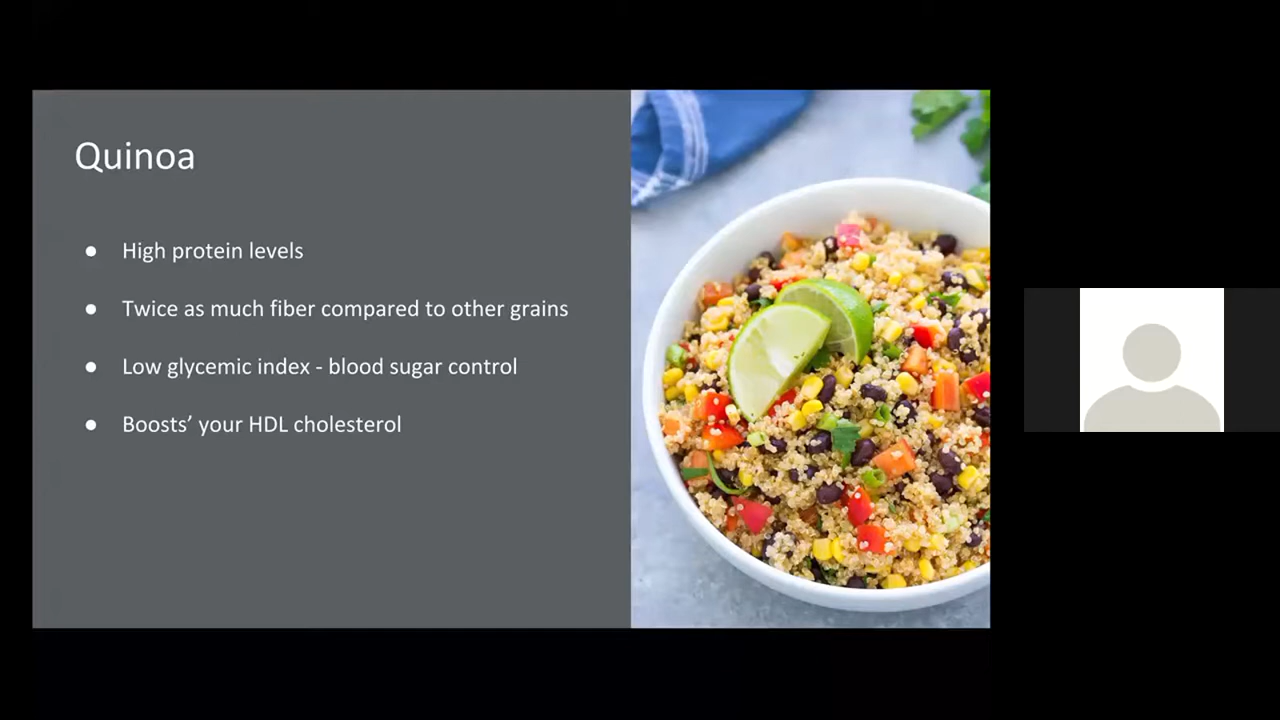 Quinoa
● High protein levels
● Twice as much fiber compared to other grains
● Low glycemic index - blood sugar control
● Boosts’ your HDL cholesterol